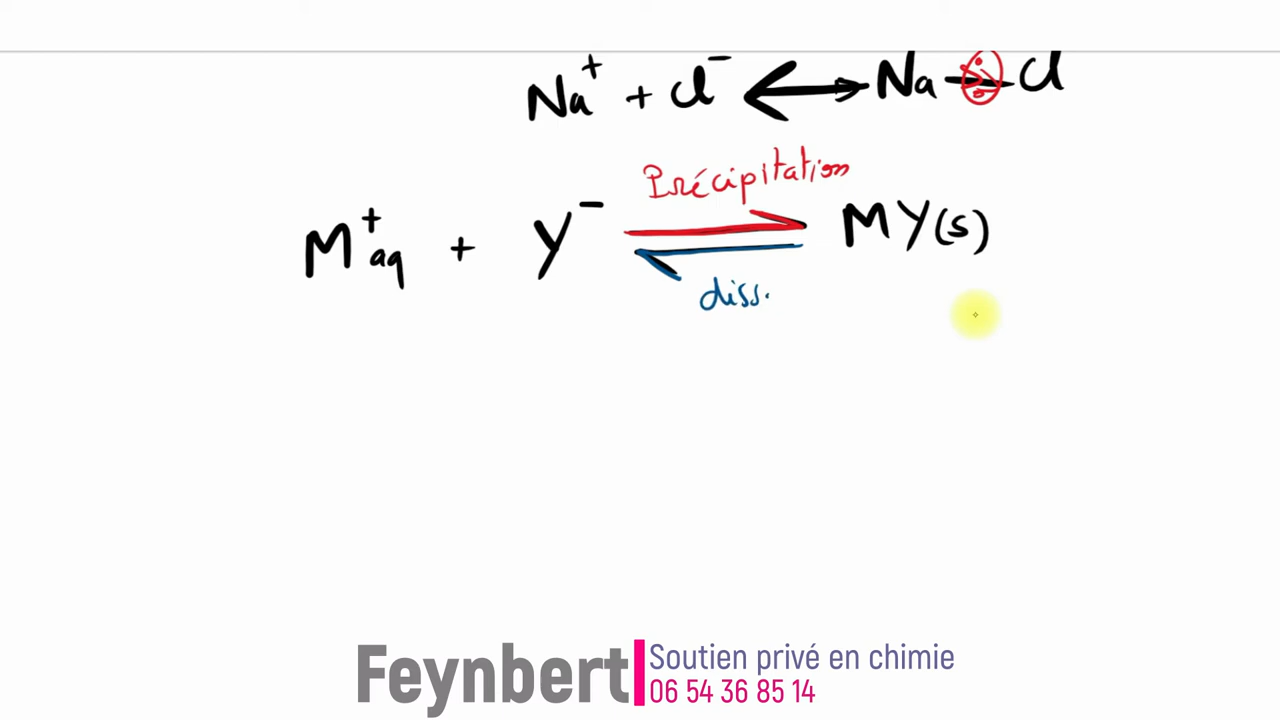 Na⁺ + Cl⁻ ⟷ Na — Cl
Précipitation
M⁺aq + Y⁻ ⇌ MY(s)
diss.
Feynbert
Soutien privé en chimie
06 54 36 85 14